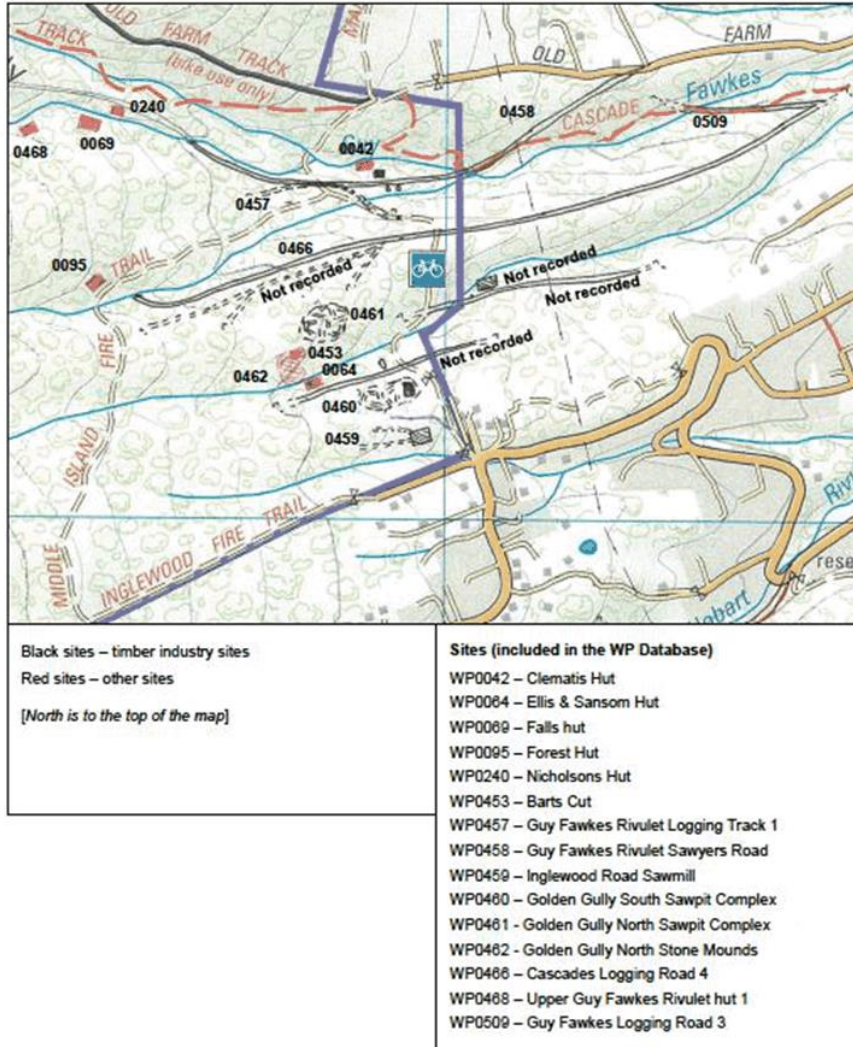 TRACK
OLD FARM TRACK
(bike use only)
OLD FARM
Fawkes
CASCADE
Guy
0240
0458
0509
0468
0069
0042
0457
0466
0095
TRAIL
Not recorded
Not recorded
Not recorded
0461
0453
0462
0064
Not recorded
0460
0459
FIRE
ISLAND
MIDDLE
INGLEWOOD FIRE TRAIL
Hobart
Black sites – timber industry sites
Red sites – other sites
[North is to the top of the map]
Sites (included in the WP Database)
WP0042 – Clematis Hut
WP0064 – Ellis & Sansom Hut
WP0069 – Falls hut
WP0095 – Forest Hut
WP0240 – Nicholsons Hut
WP0453 – Barts Cut
WP0457 – Guy Fawkes Rivulet Logging Track 1
WP0458 – Guy Fawkes Rivulet Sawyers Road
WP0459 – Inglewood Road Sawmill
WP0460 – Golden Gully South Sawpit Complex
WP0461 - Golden Gully North Sawpit Complex
WP0462 - Golden Gully North Stone Mounds
WP0466 – Cascades Logging Road 4
WP0468 – Upper Guy Fawkes Rivulet hut 1
WP0509 – Guy Fawkes Logging Road 3